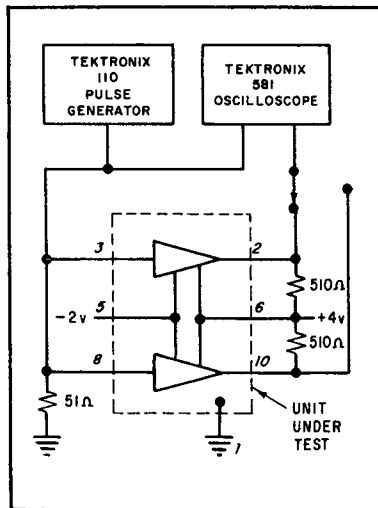 TEKTRONIX
110
PULSE
GENERATOR
TEKTRONIX
581
OSCILLOSCOPE
3
2
510Ω
-2v
5
6
+4v
510Ω
8
10
51Ω
UNIT
UNDER
TEST
1